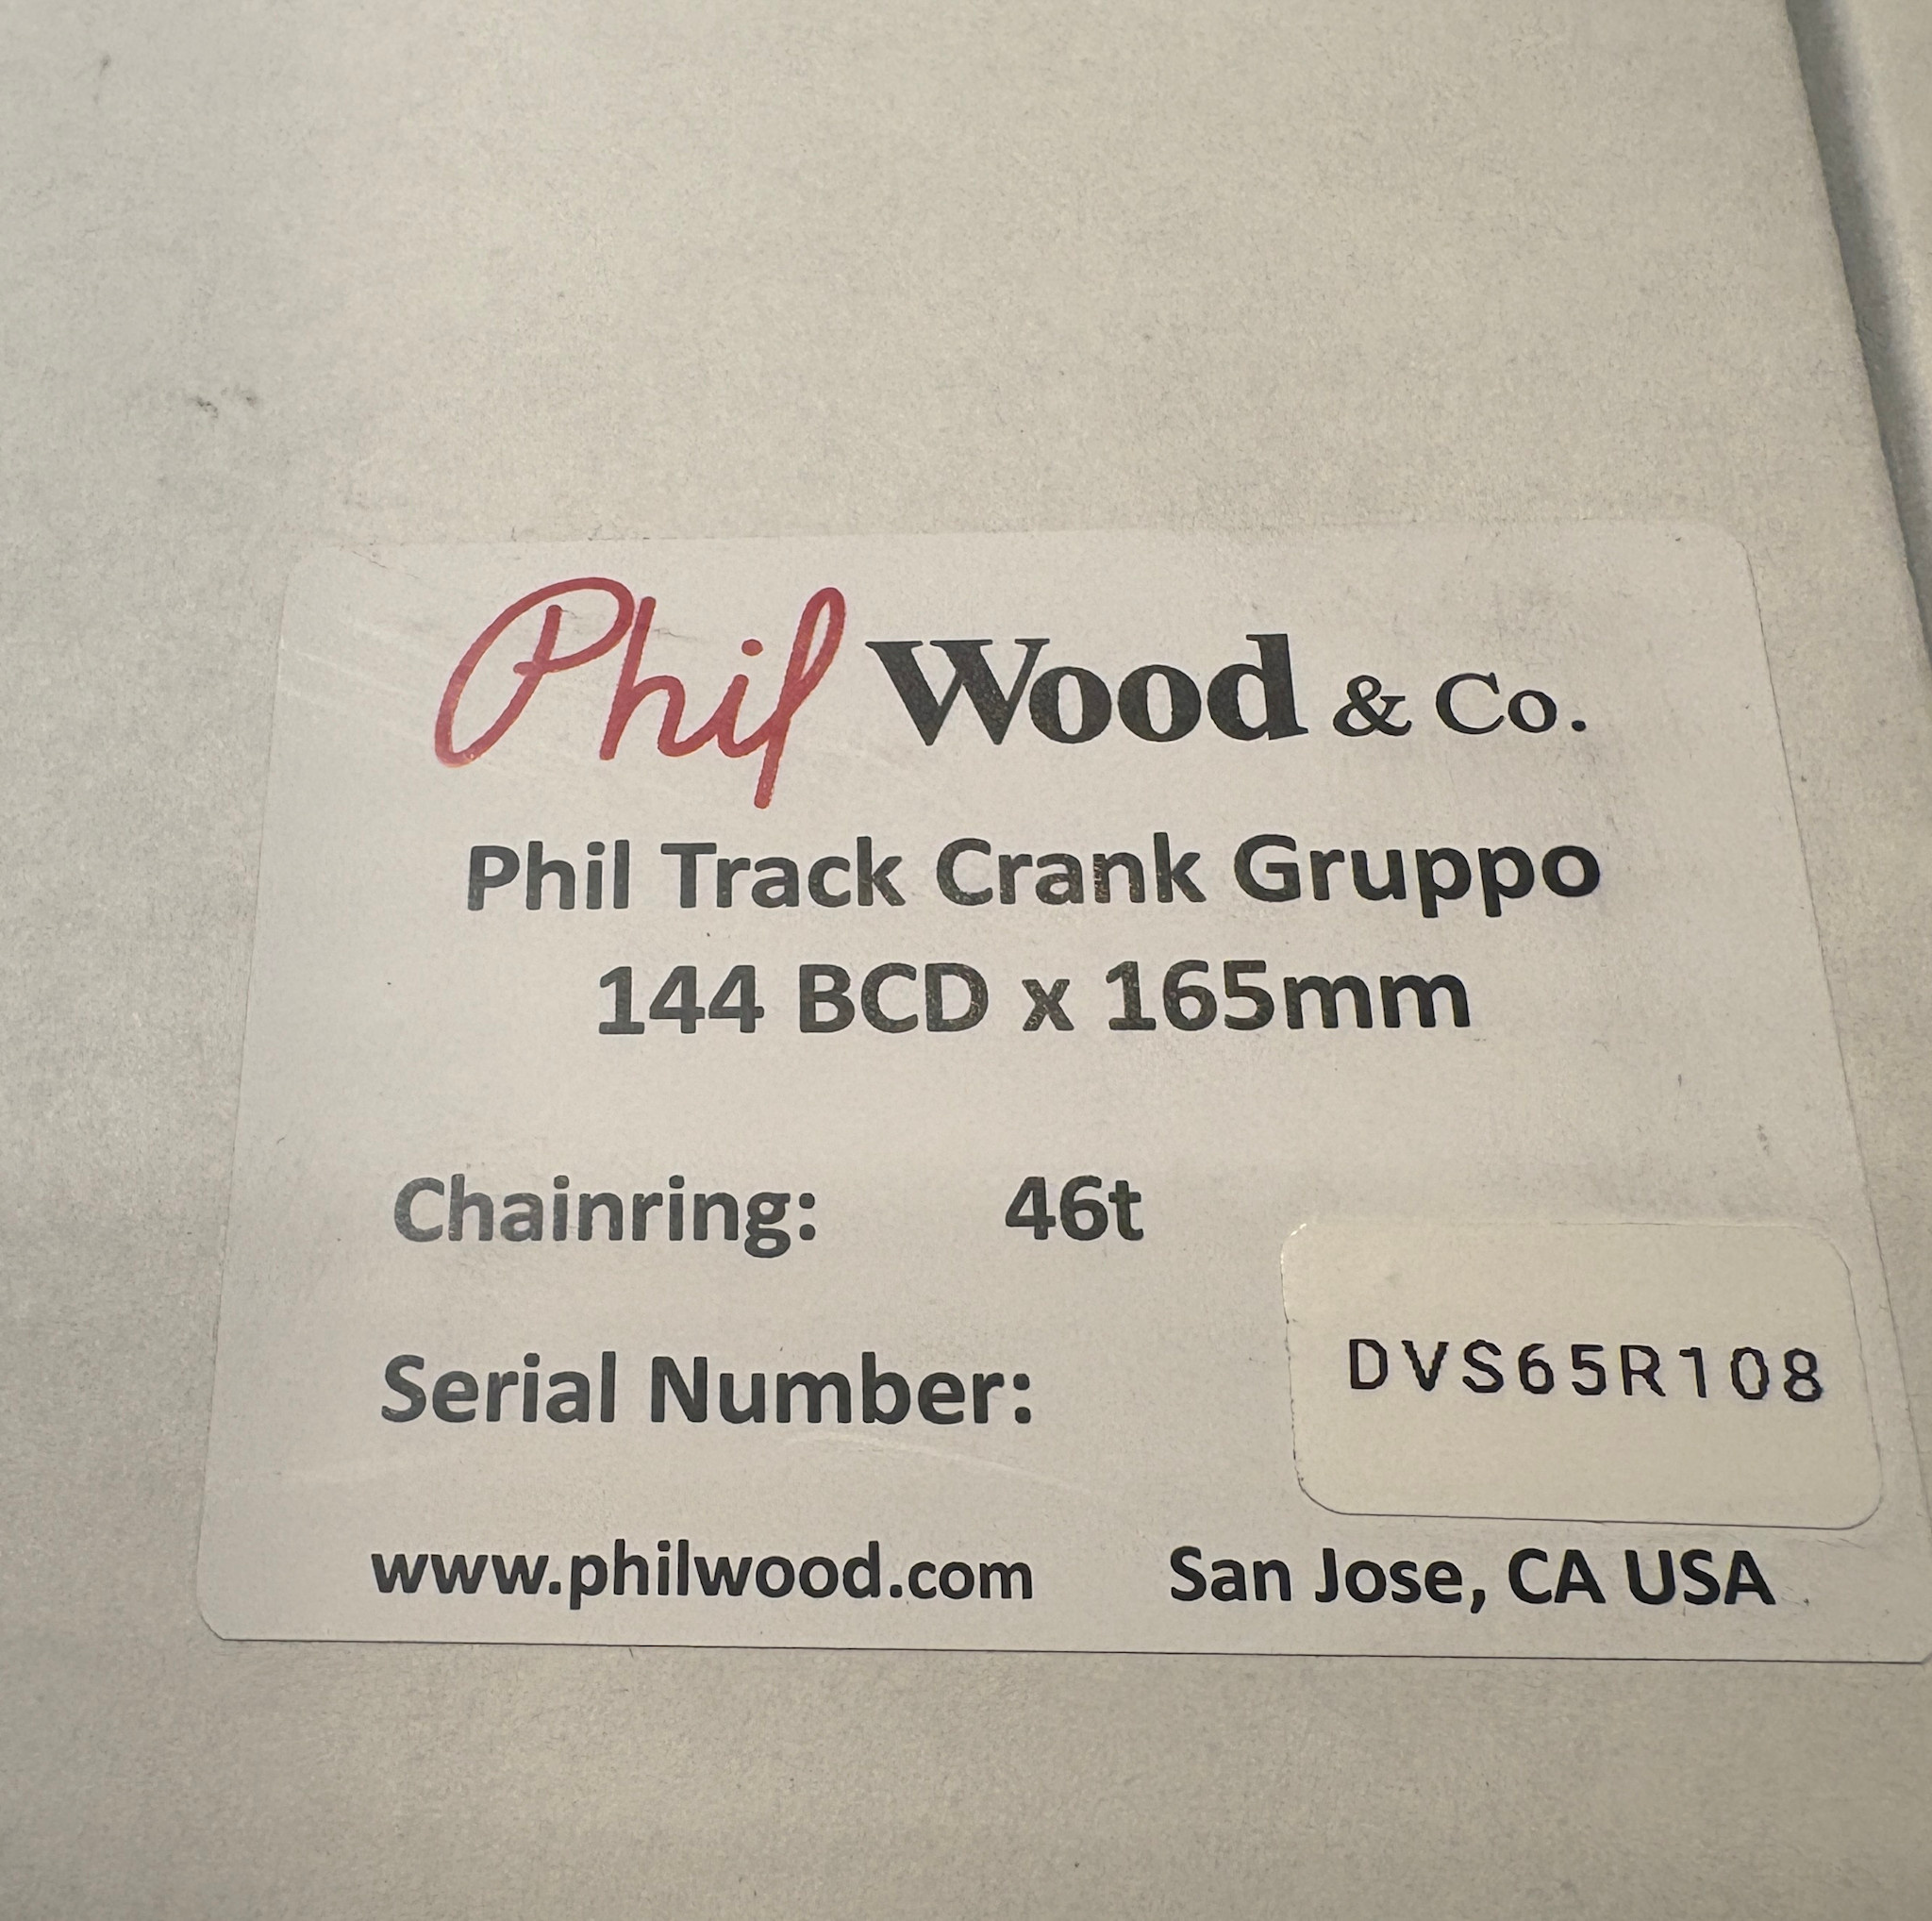 Phil Wood & Co.
Phil Track Crank Gruppo
144 BCD x 165mm
Chainring: 46t
Serial Number: DVS65R108
www.philwood.com San Jose, CA USA